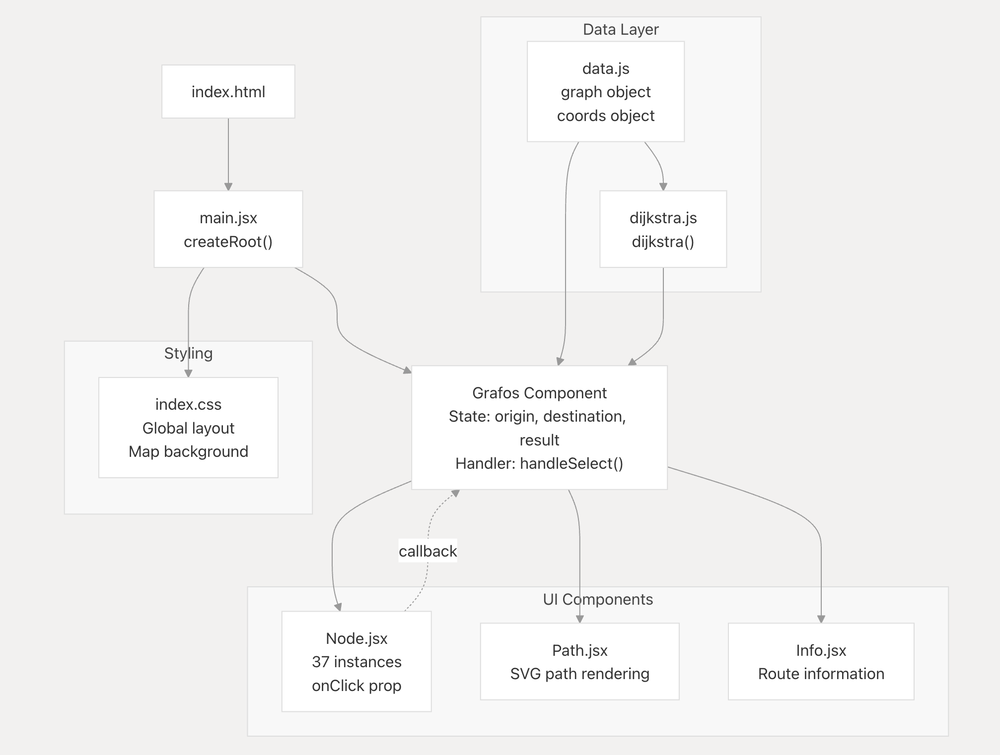 Data Layer
data.js
graph object
coords object
index.html
main.jsx
createRoot()
dijkstra.js
dijkstra()
Styling
index.css
Global layout
Map background
Grafos Component
State: origin, destination,
result
Handler: handleSelect()
callback
UI Components
Node.jsx
37 instances
onClick prop
Path.jsx
SVG path rendering
Info.jsx
Route information